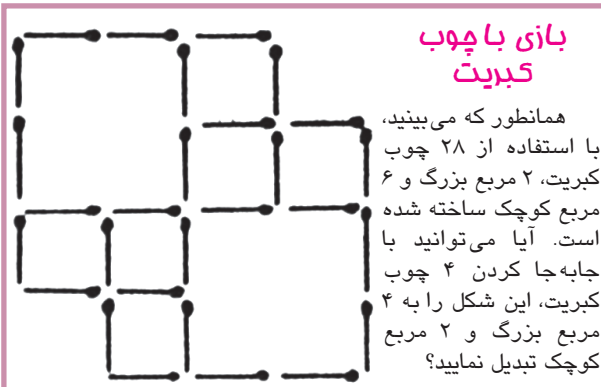 بازی با چوب
کبریت
همانطور که می‌بینید،
با استفاده از ۲۸ چوب
کبریت، ۲ مربع بزرگ و ۶
مربع کوچک ساخته شده
است. آیا می‌توانید با
جابه‌جا کردن ۴ چوب
کبریت، این شکل را به ۴
مربع بزرگ و ۲ مربع
کوچک تبدیل نمایید؟